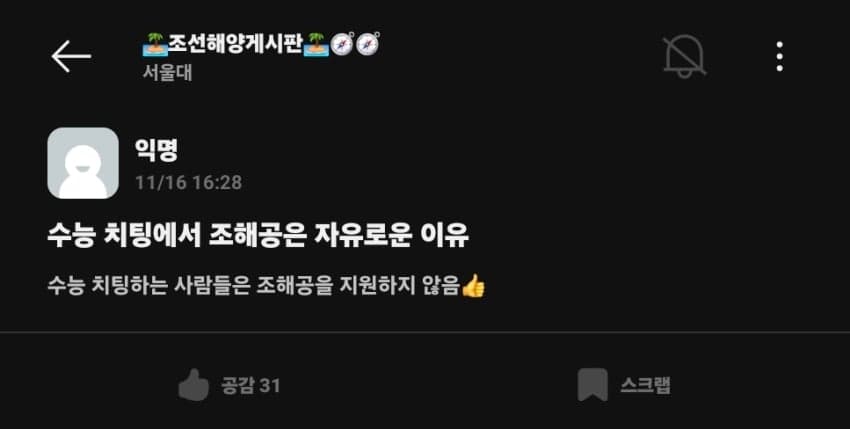 🏝️조선해양게시판🏝️🧭🧭
서울대
익명
11/16 16:28
수능 치팅에서 조해공은 자유로운 이유
수능 치팅하는 사람들은 조해공을 지원하지 않음👍
공감 31
스크랩